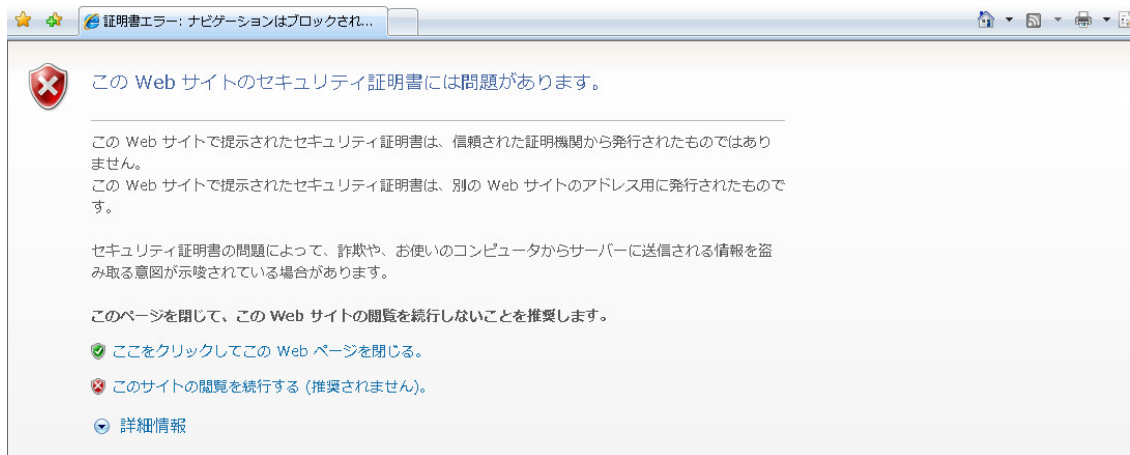 証明書エラー: ナビゲーションはブロックされ...
この Web サイトのセキュリティ証明書には問題があります。
この Web サイトで提示されたセキュリティ証明書は、信頼された証明機関から発行されたものではあり
ません。
この Web サイトで提示されたセキュリティ証明書は、別の Web サイトのアドレス用に発行されたもので
す。
セキュリティ証明書の問題によって、詐欺や、お使いのコンピュータからサーバーに送信される情報を盗
み取る意図が示唆されている場合があります。
このページを閉じて、この Web サイトの閲覧を続行しないことを推奨します。
ここをクリックしてこの Web ページを閉じる。
このサイトの閲覧を続行する (推奨されません)。
詳細情報